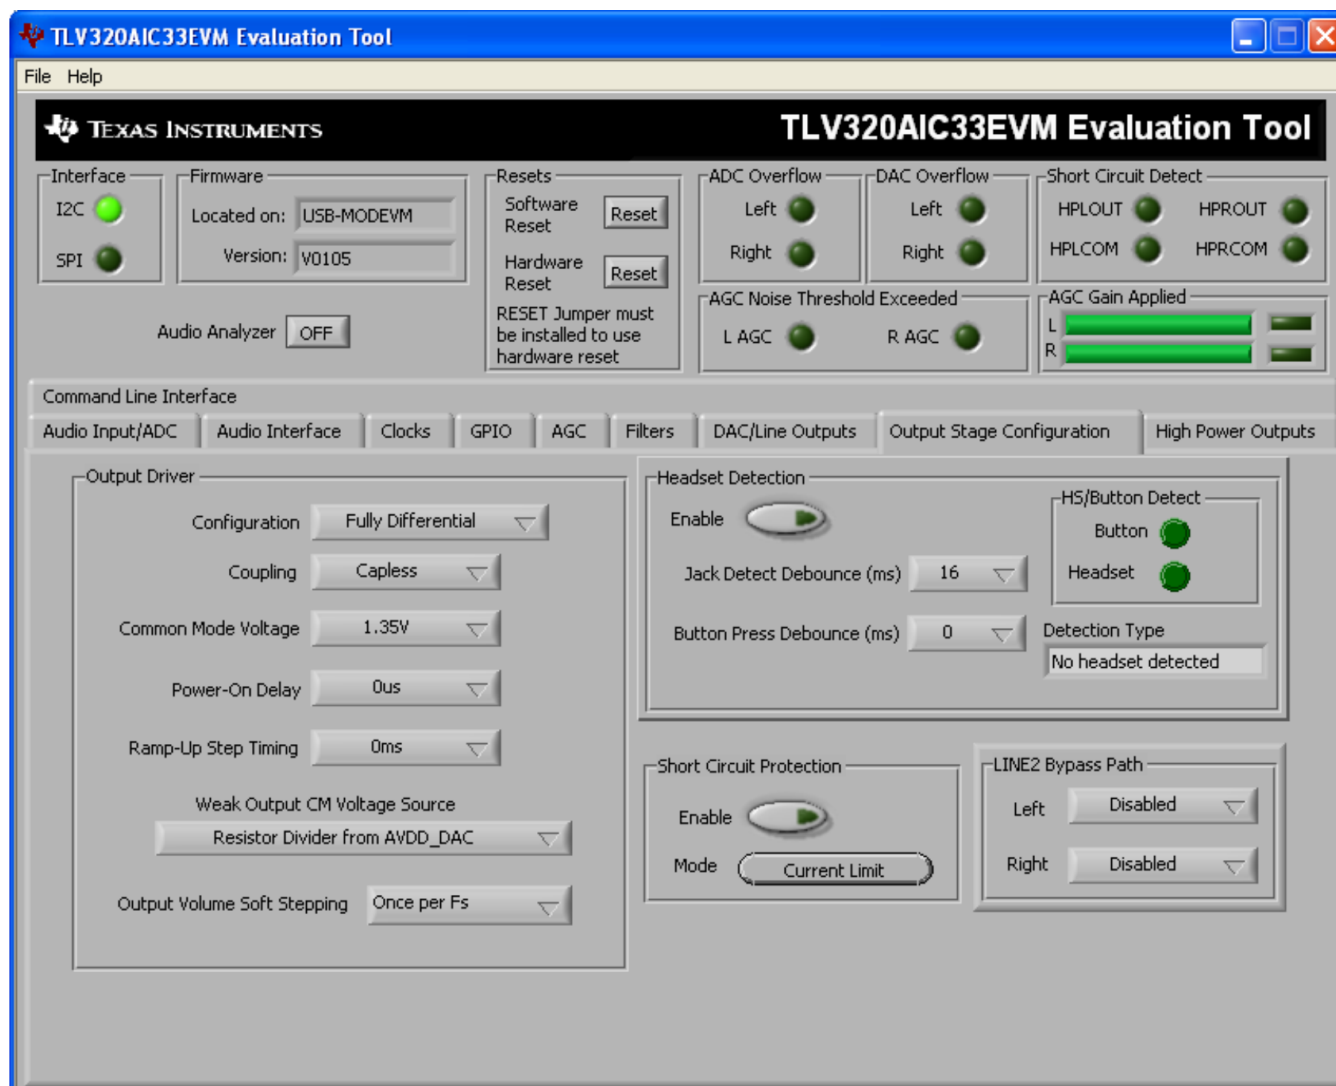 TLV320AIC33EVM Evaluation Tool
File Help
TEXAS INSTRUMENTS
TLV320AIC33EVM Evaluation Tool
Interface
I2C
SPI
Firmware
Located on: USB-MODEVM
Version: V0105
Audio Analyzer OFF
Resets
Software
Reset
Reset
Hardware
Reset
Reset
RESET Jumper must
be installed to use
hardware reset
ADC Overflow
Left
Right
DAC Overflow
Left
Right
Short Circuit Detect
HPLOUT HPROUT
HPLCOM HPRCOM
AGC Noise Threshold Exceeded
L AGC R AGC
AGC Gain Applied
L
R
Command Line Interface
Audio Input/ADC Audio Interface Clocks GPIO AGC Filters DAC/Line Outputs Output Stage Configuration High Power Outputs
Output Driver
Configuration Fully Differential
Coupling Capless
Common Mode Voltage 1.35V
Power-On Delay 0us
Ramp-Up Step Timing 0ms
Weak Output CM Voltage Source
Resistor Divider from AVDD_DAC
Output Volume Soft Stepping Once per Fs
Headset Detection
Enable
Jack Detect Debounce (ms) 16
Button Press Debounce (ms) 0
HS/Button Detect
Button
Headset
Detection Type
No headset detected
Short Circuit Protection
Enable
Mode Current Limit
LINE2 Bypass Path
Left Disabled
Right Disabled